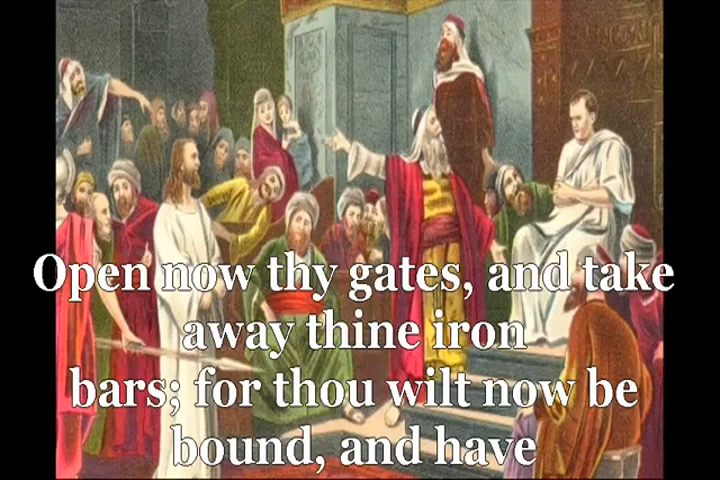 Open now thy gates, and take
away thine iron
bars; for thou wilt now be
bound, and have